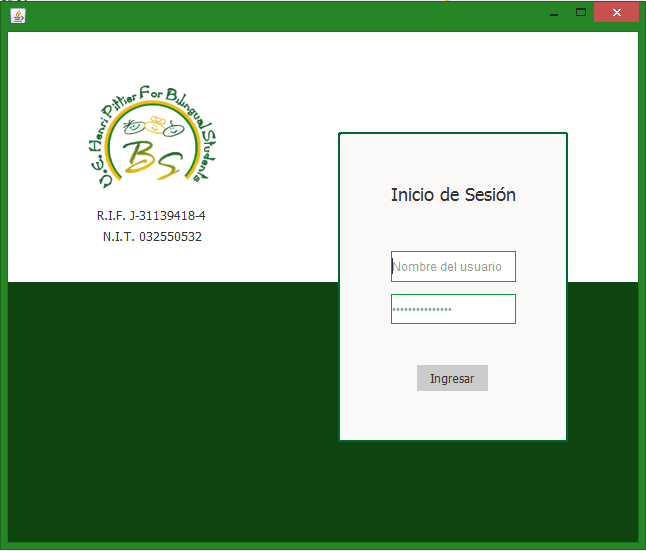 U.E. Henri Pittier For Bilingual Students
BS
R.I.F. J-31139418-4
N.I.T. 032550532
Inicio de Sesión
Nombre del usuario
•••••••••••••••
Ingresar